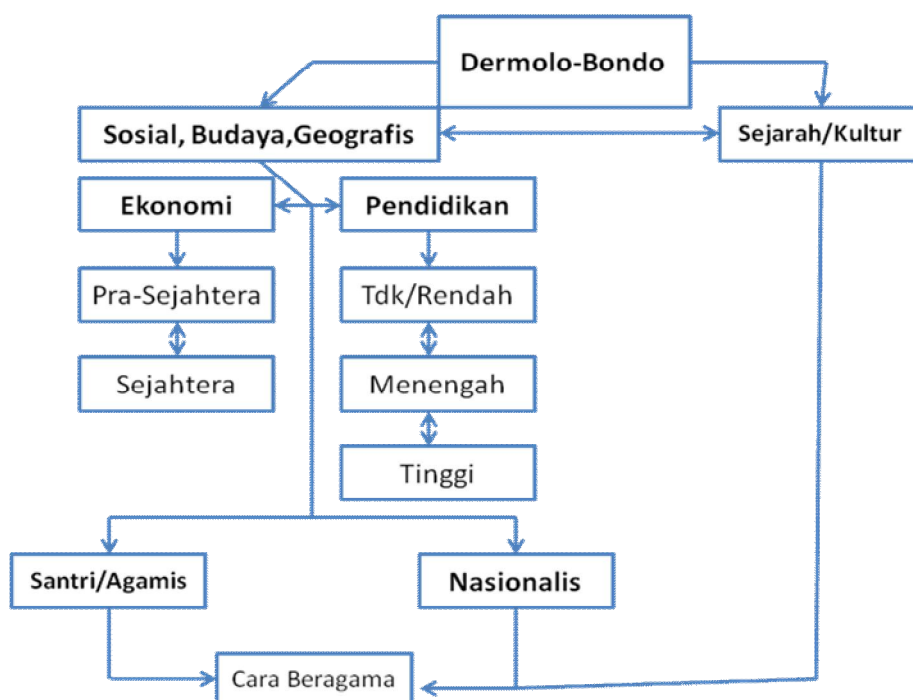 Dermolo-Bondo
Sosial, Budaya,Geografis
Sejarah/Kultur
Ekonomi
Pendidikan
Pra-Sejahtera
Tdk/Rendah
Sejahtera
Menengah
Tinggi
Santri/Agamis
Nasionalis
Cara Beragama